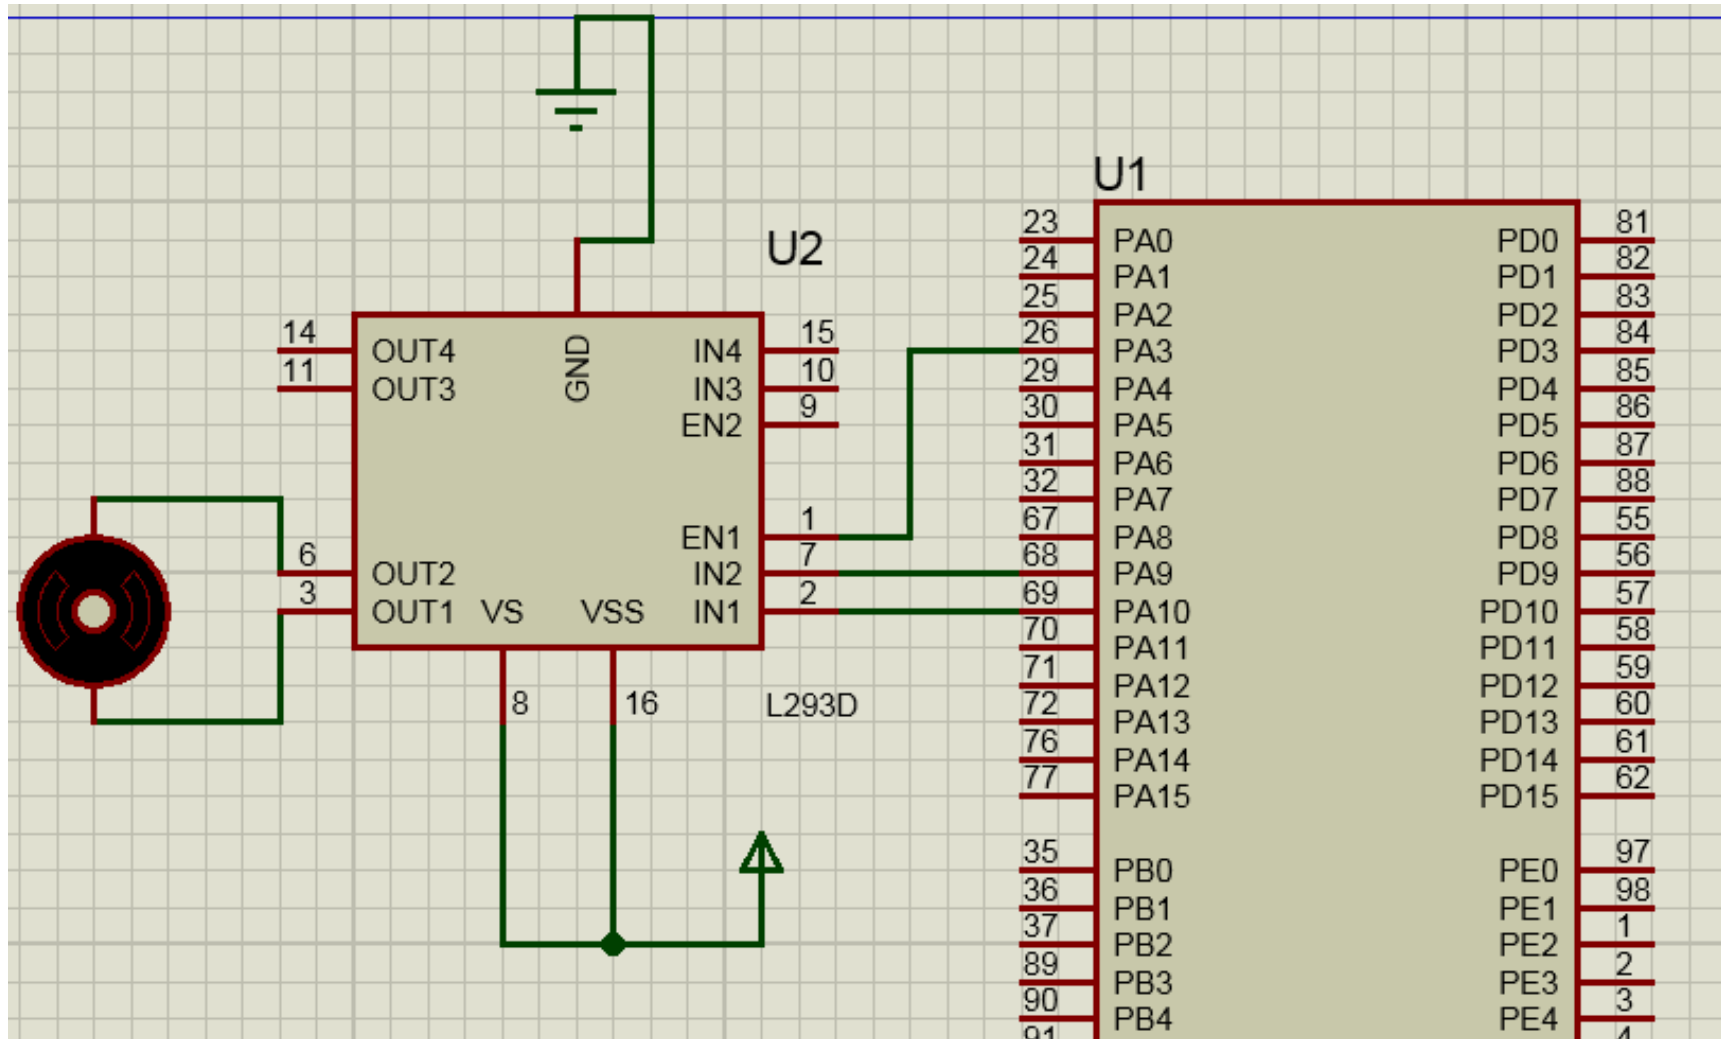 U1
U2
23 PA0 PD0 81
24 PA1 PD1 82
25 PA2 PD2 83
26 PA3 PD3 84
29 PA4 PD4 85
30 PA5 PD5 86
31 PA6 PD6 87
32 PA7 PD7 88
67 PA8 PD8 55
68 PA9 PD9 56
69 PA10 PD10 57
70 PA11 PD11 58
71 PA12 PD12 59
72 PA13 PD13 60
76 PA14 PD14 61
77 PA15 PD15 62
35 PB0 PE0 97
36 PB1 PE1 98
37 PB2 PE2 1
89 PB3 PE3 2
90 PB4 PE4 3
91 4
14 OUT4 GND IN4 15
11 OUT3 IN3 10
EN2 9
EN1 1
6 OUT2 IN2 7
3 OUT1 VS VSS IN1 2
8 16 L293D